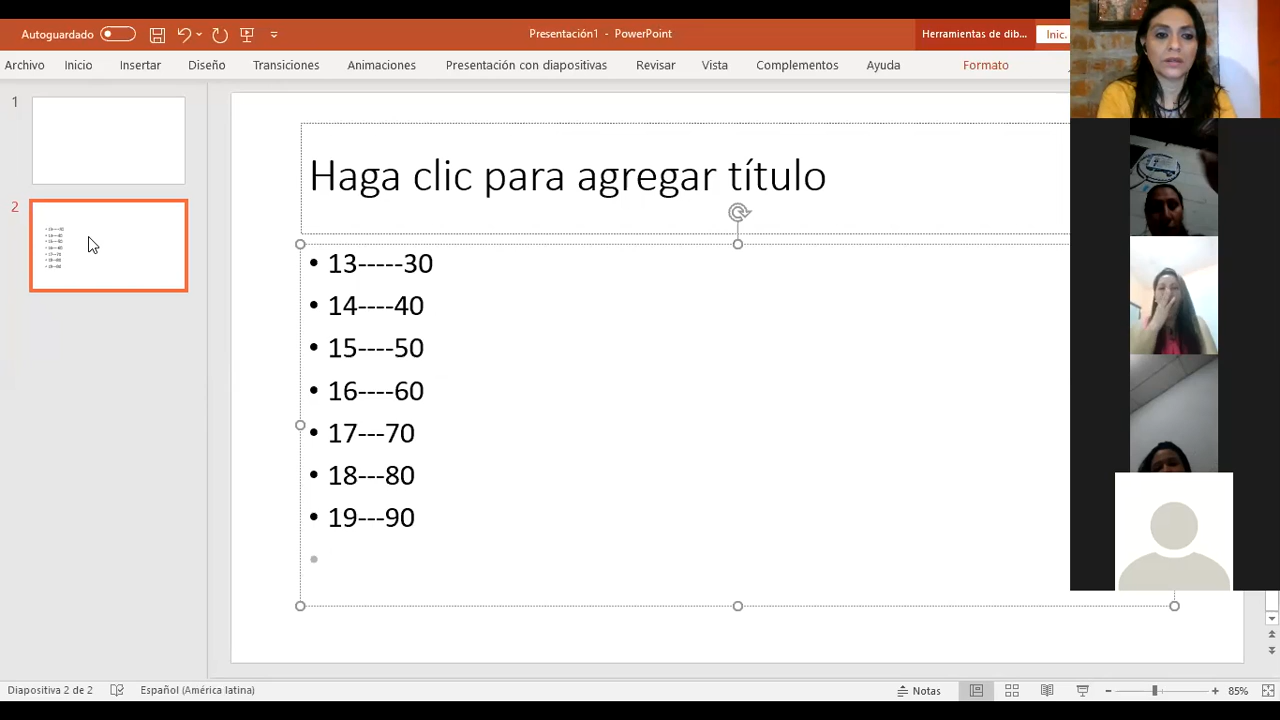 Autoguardado
Presentación1 - PowerPoint
Herramientas de dib...
Inic.
Archivo Inicio Insertar Diseño Transiciones Animaciones Presentación con diapositivas Revisar Vista Complementos Ayuda Formato
1
2
Haga clic para agregar título
• 13-----30
• 14----40
• 15----50
• 16----60
• 17---70
• 18---80
• 19---90
Diapositiva 2 de 2 Español (América latina) Notas 85%